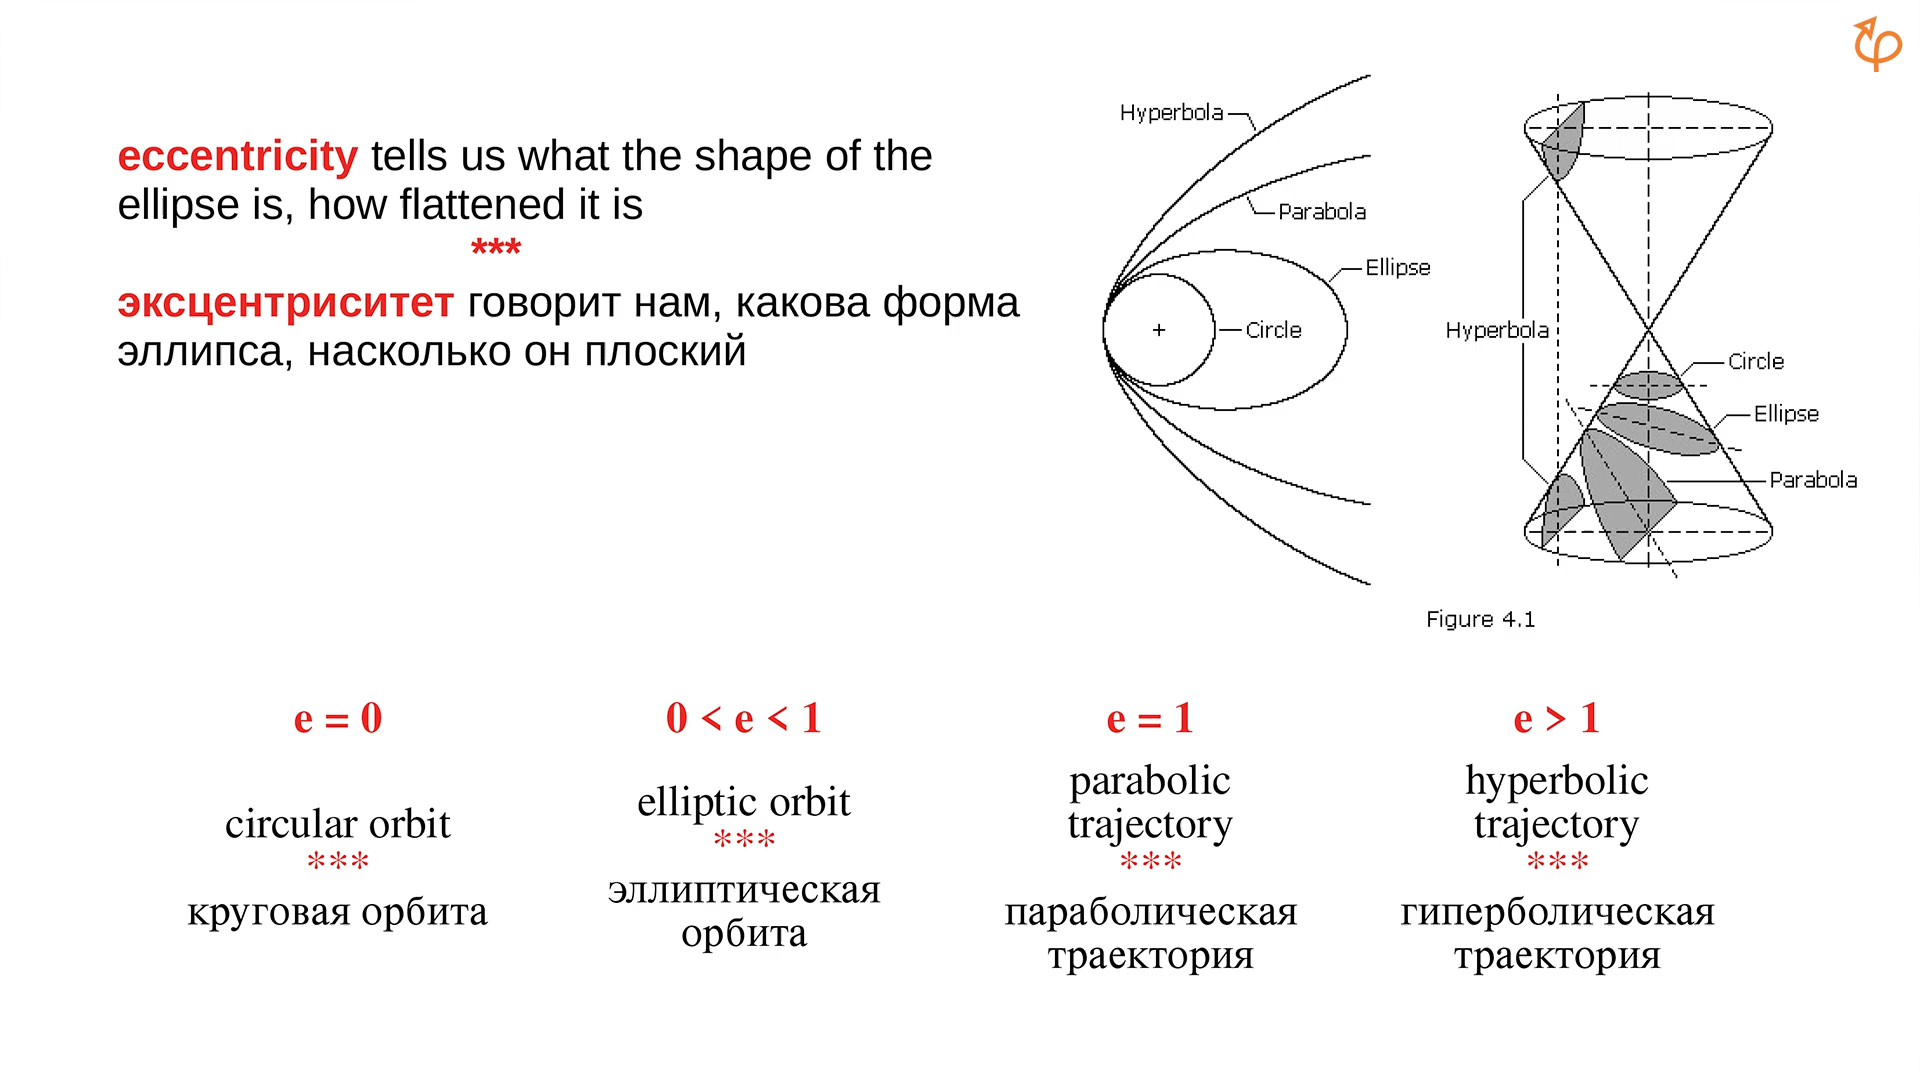 eccentricity tells us what the shape of the
ellipse is, how flattened it is
***
эксцентриситет говорит нам, какова форма
эллипса, насколько он плоский
Hyperbola
Parabola
Ellipse
Circle
Hyperbola
Circle
Ellipse
Parabola
Figure 4.1
e = 0
circular orbit
***
круговая орбита
0 < e < 1
elliptic orbit
***
эллиптическая
орбита
e = 1
parabolic
trajectory
***
параболическая
траектория
e > 1
hyperbolic
trajectory
***
гиперболическая
траектория